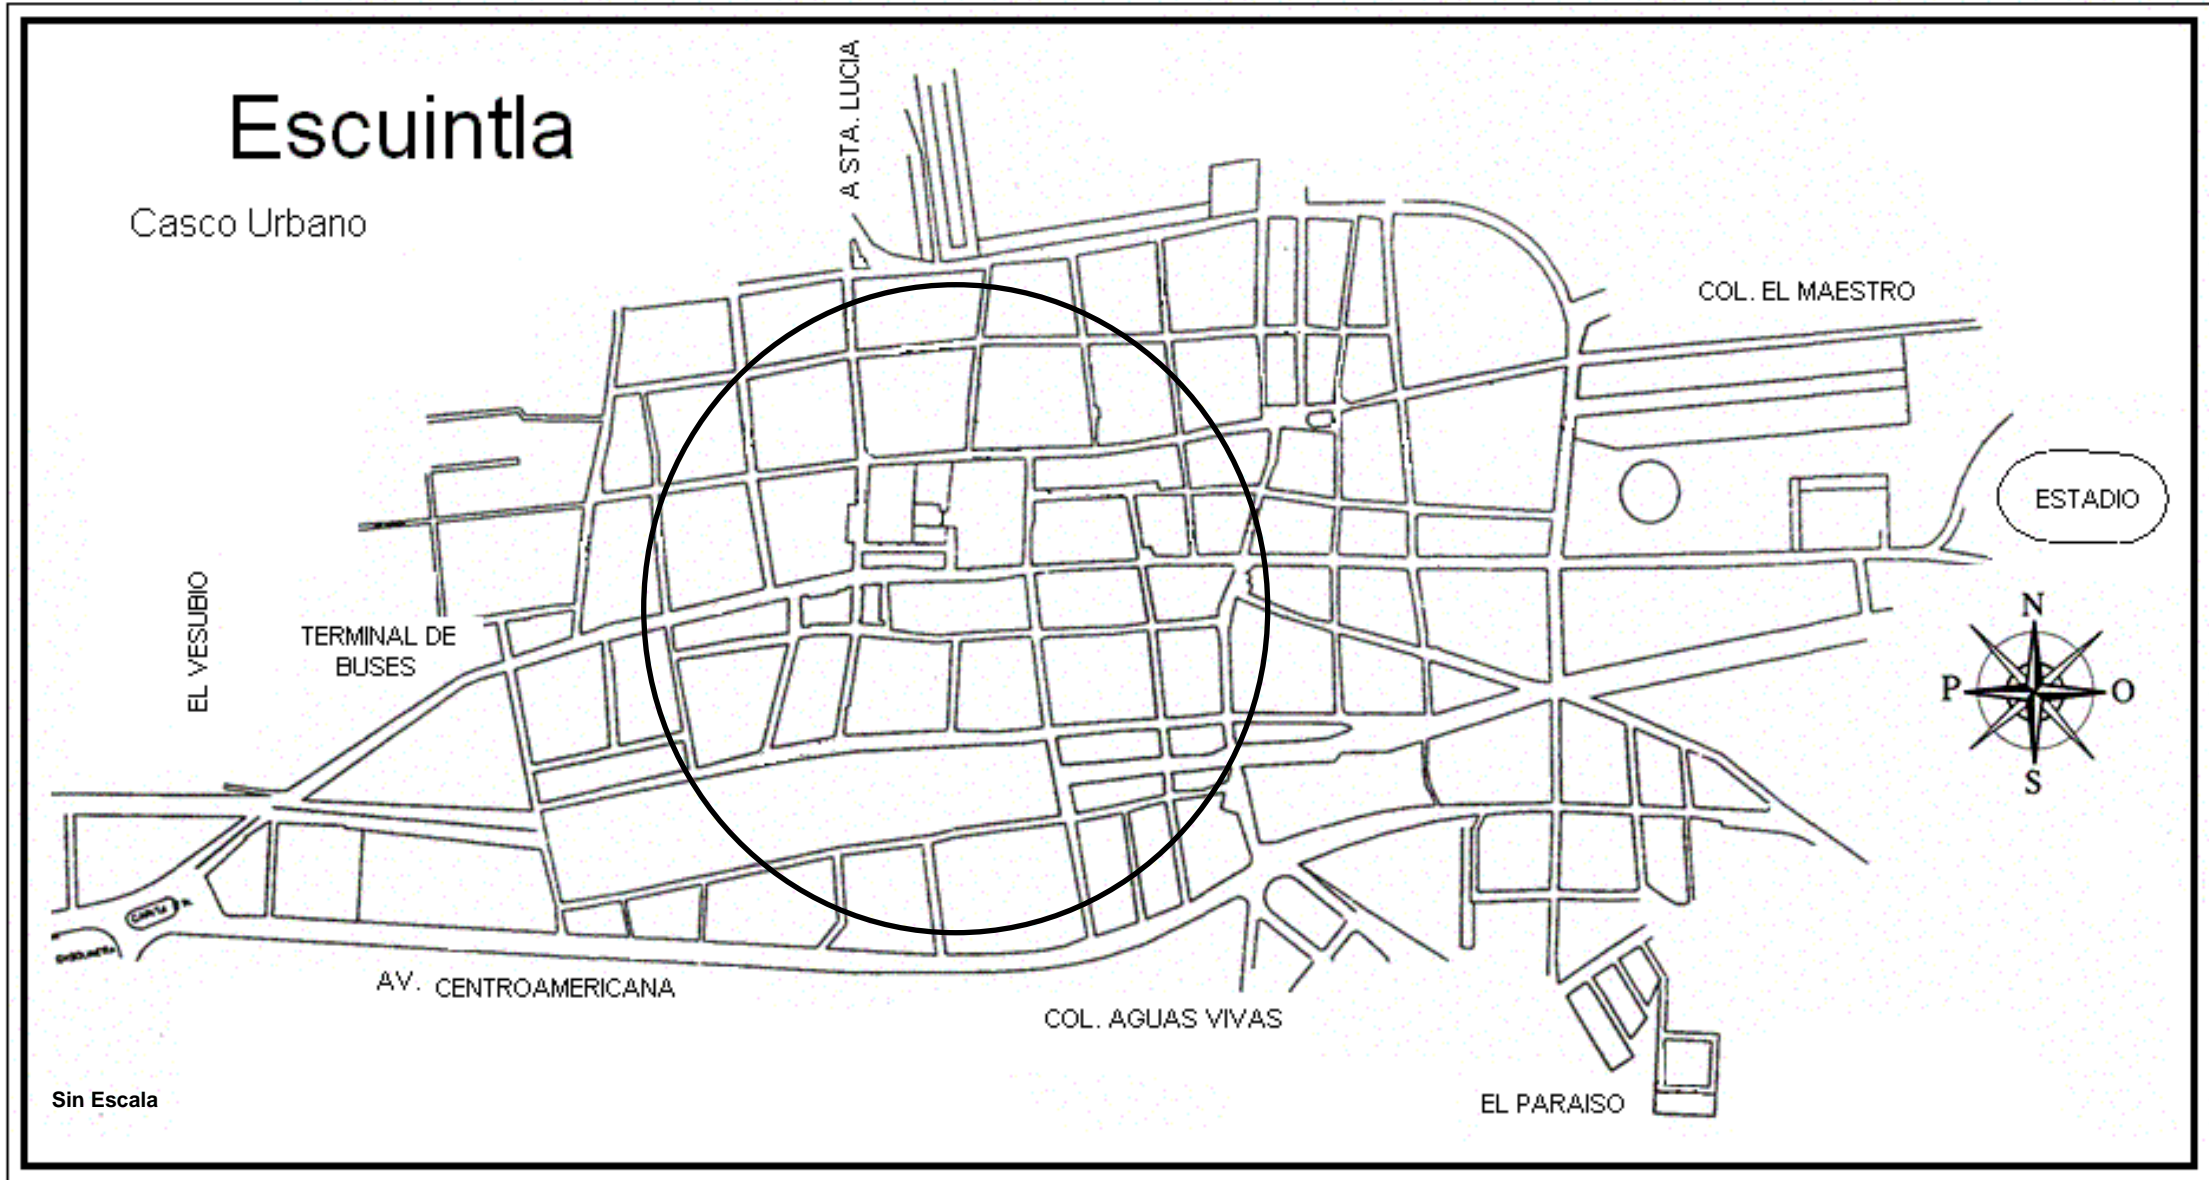 Escuintla
Casco Urbano
A STA. LUCIA
COL. EL MAESTRO
ESTADIO
EL VESUBIO
TERMINAL DE
BUSES
N
P
O
S
AV. CENTROAMERICANA
COL. AGUAS VIVAS
Sin Escala
EL PARAISO